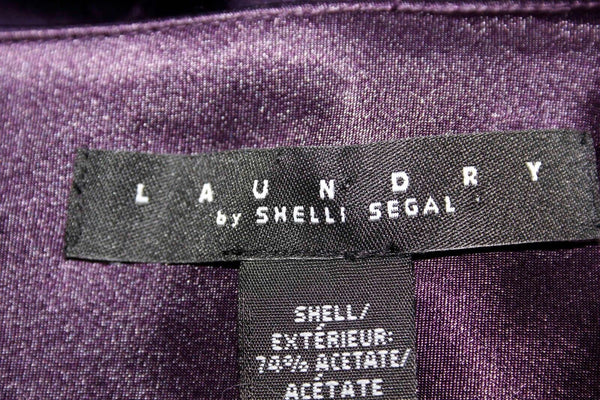 LAUNDRY
by SHELLI SEGAL
SHELL/
EXTÉRIEUR:
74% ACETATE/
ACÉTATE